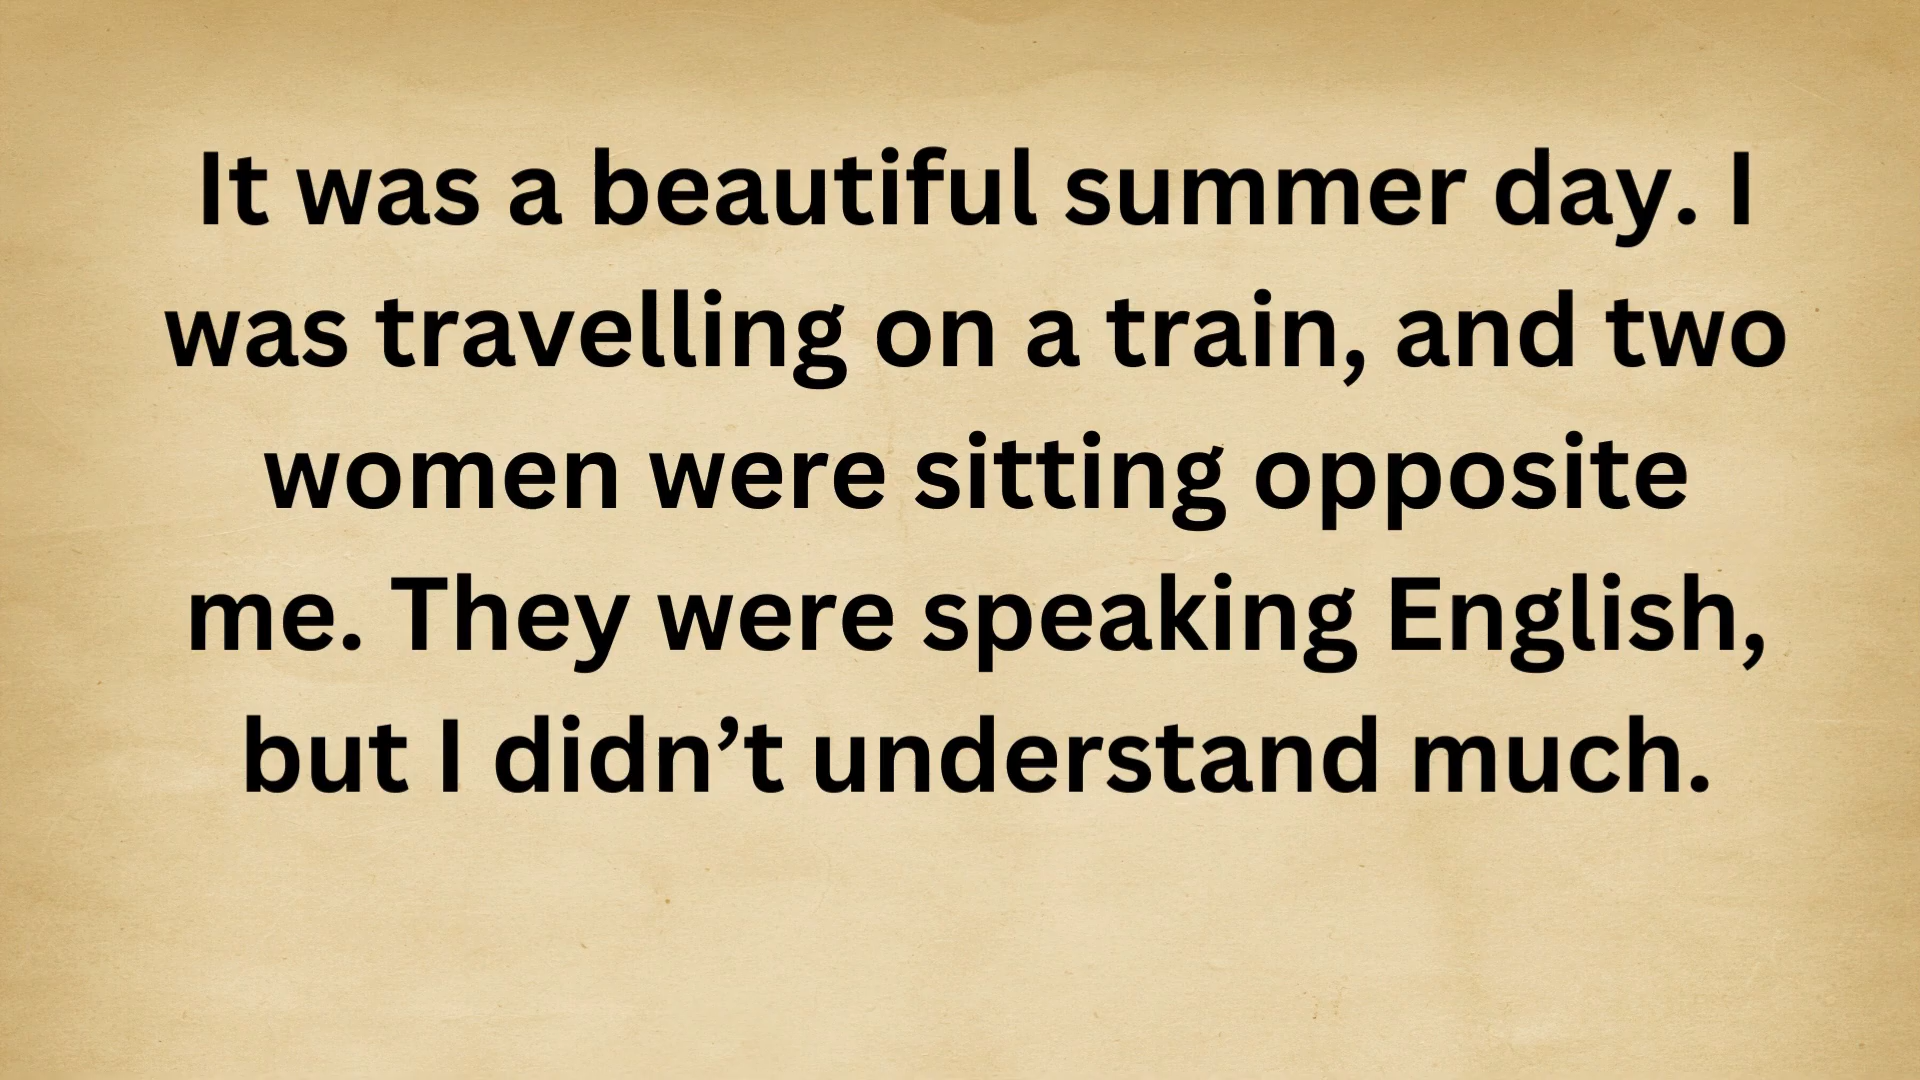 It was a beautiful summer day. I
was travelling on a train, and two
women were sitting opposite
me. They were speaking English,
but I didn’t understand much.